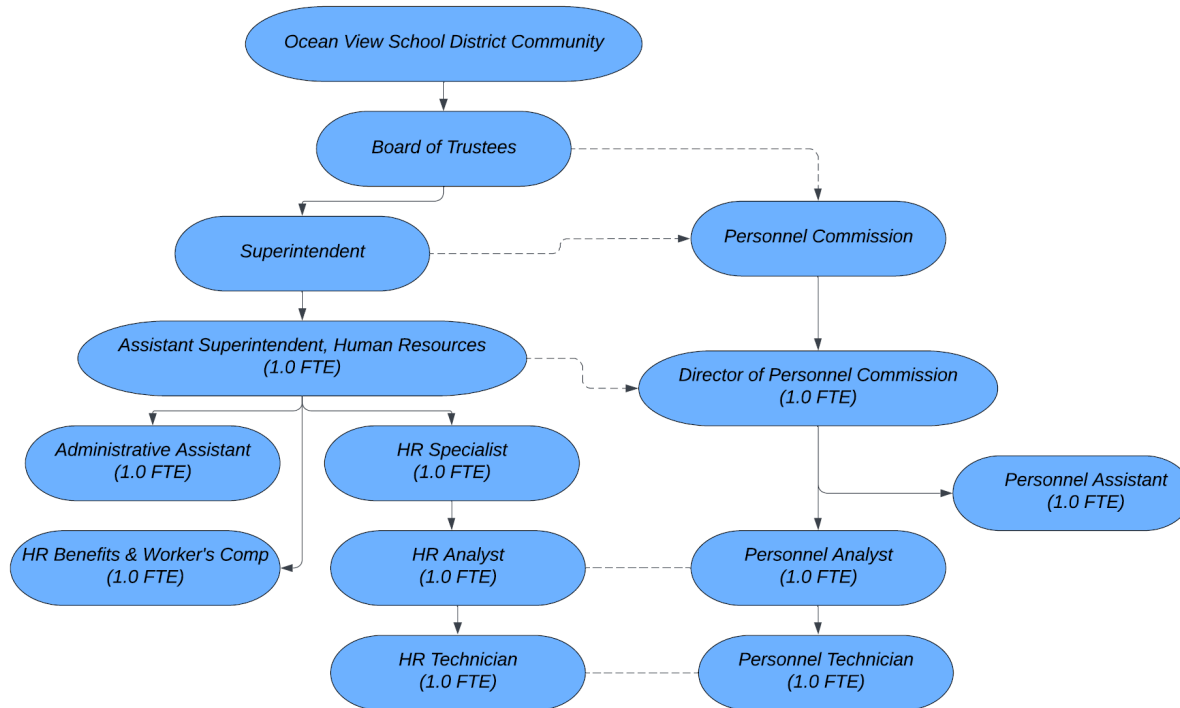 Ocean View School District Community
Board of Trustees
Superintendent
Personnel Commission
Assistant Superintendent, Human Resources
(1.0 FTE)
Director of Personnel Commission
(1.0 FTE)
Administrative Assistant
(1.0 FTE)
HR Specialist
(1.0 FTE)
Personnel Assistant
(1.0 FTE)
HR Benefits & Worker's Comp
(1.0 FTE)
HR Analyst
(1.0 FTE)
Personnel Analyst
(1.0 FTE)
HR Technician
(1.0 FTE)
Personnel Technician
(1.0 FTE)